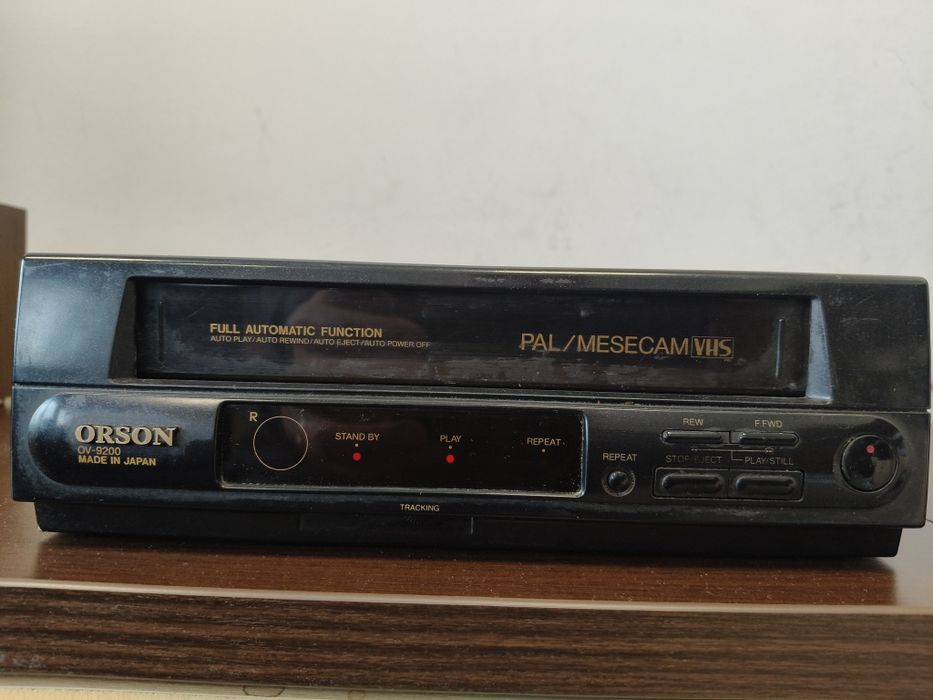 FULL AUTOMATIC FUNCTION
AUTO PLAY/AUTO REWIND/AUTO EJECT/AUTO POWER OFF
PAL/MESECAM VHS
ORSON
OV-9200
MADE IN JAPAN
R
STAND BY
PLAY
REPEAT
REPEAT
REW
F.FWD
STOP/EJECT
PLAY/STILL
TRACKING